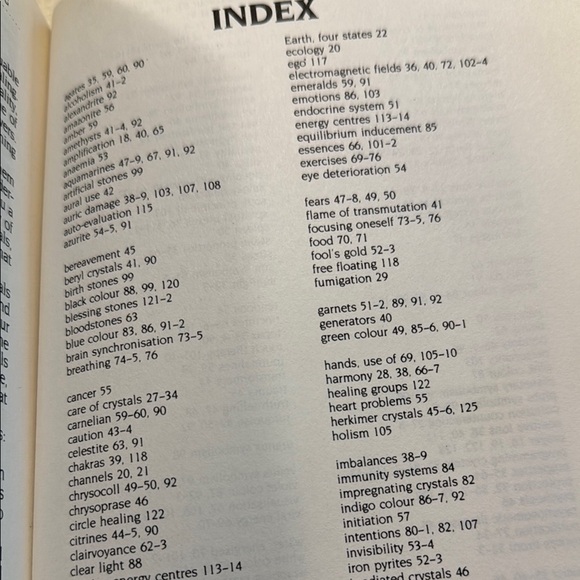 INDEX
agates 35, 59, 60, 90
alcoholism 41-2
alexandrite 92
amazonite 56
amber 59
amethysts 41-4, 92
amplification 18, 40, 65
anaemia 53
aquamarines 47-9, 67, 91, 92
artificial stones 99
aural use 42
auric damage 38-9, 103, 107, 108
auto-evaluation 115
azurite 54-5, 91
bereavement 45
beryl crystals 41, 90
birth stones 99
black colour 88, 99, 120
blessing stones 121-2
bloodstones 63
blue colour 83, 86, 91-2
brain synchronisation 73-5
breathing 74-5, 76
cancer 55
care of crystals 27-34
carnelian 59-60, 90
caution 43-4
celestite 63, 91
chakras 39, 118
channels 20, 21
chrysocoll 49-50, 92
chrysoprase 46
circle healing 122
citrines 44-5, 90
clairvoyance 62-3
clear light 88
energy centres 113-14
Earth, four states 22
ecology 20
ego 117
electromagnetic fields 36, 40, 72, 102-4
emeralds 59, 91
emotions 86, 103
endocrine system 51
energy centres 113-14
equilibrium inducement 85
essences 66, 101-2
exercises 69-76
eye deterioration 54
fears 47-8, 49, 50
flame of transmutation 41
focusing oneself 73-5, 76
food 70, 71
fool's gold 52-3
free floating 118
fumigation 29
garnets 51-2, 89, 91, 92
generators 40
green colour 49, 85-6, 90-1
hands, use of 69, 105-10
harmony 28, 38, 66-7
healing groups 122
heart problems 55
herkimer crystals 45-6, 125
holism 105
imbalances 38-9
immunity systems 84
impregnating crystals 82
indigo colour 86-7, 92
initiation 57
intentions 80-1, 82, 107
invisibility 53-4
iron pyrites 52-3
crystals 46